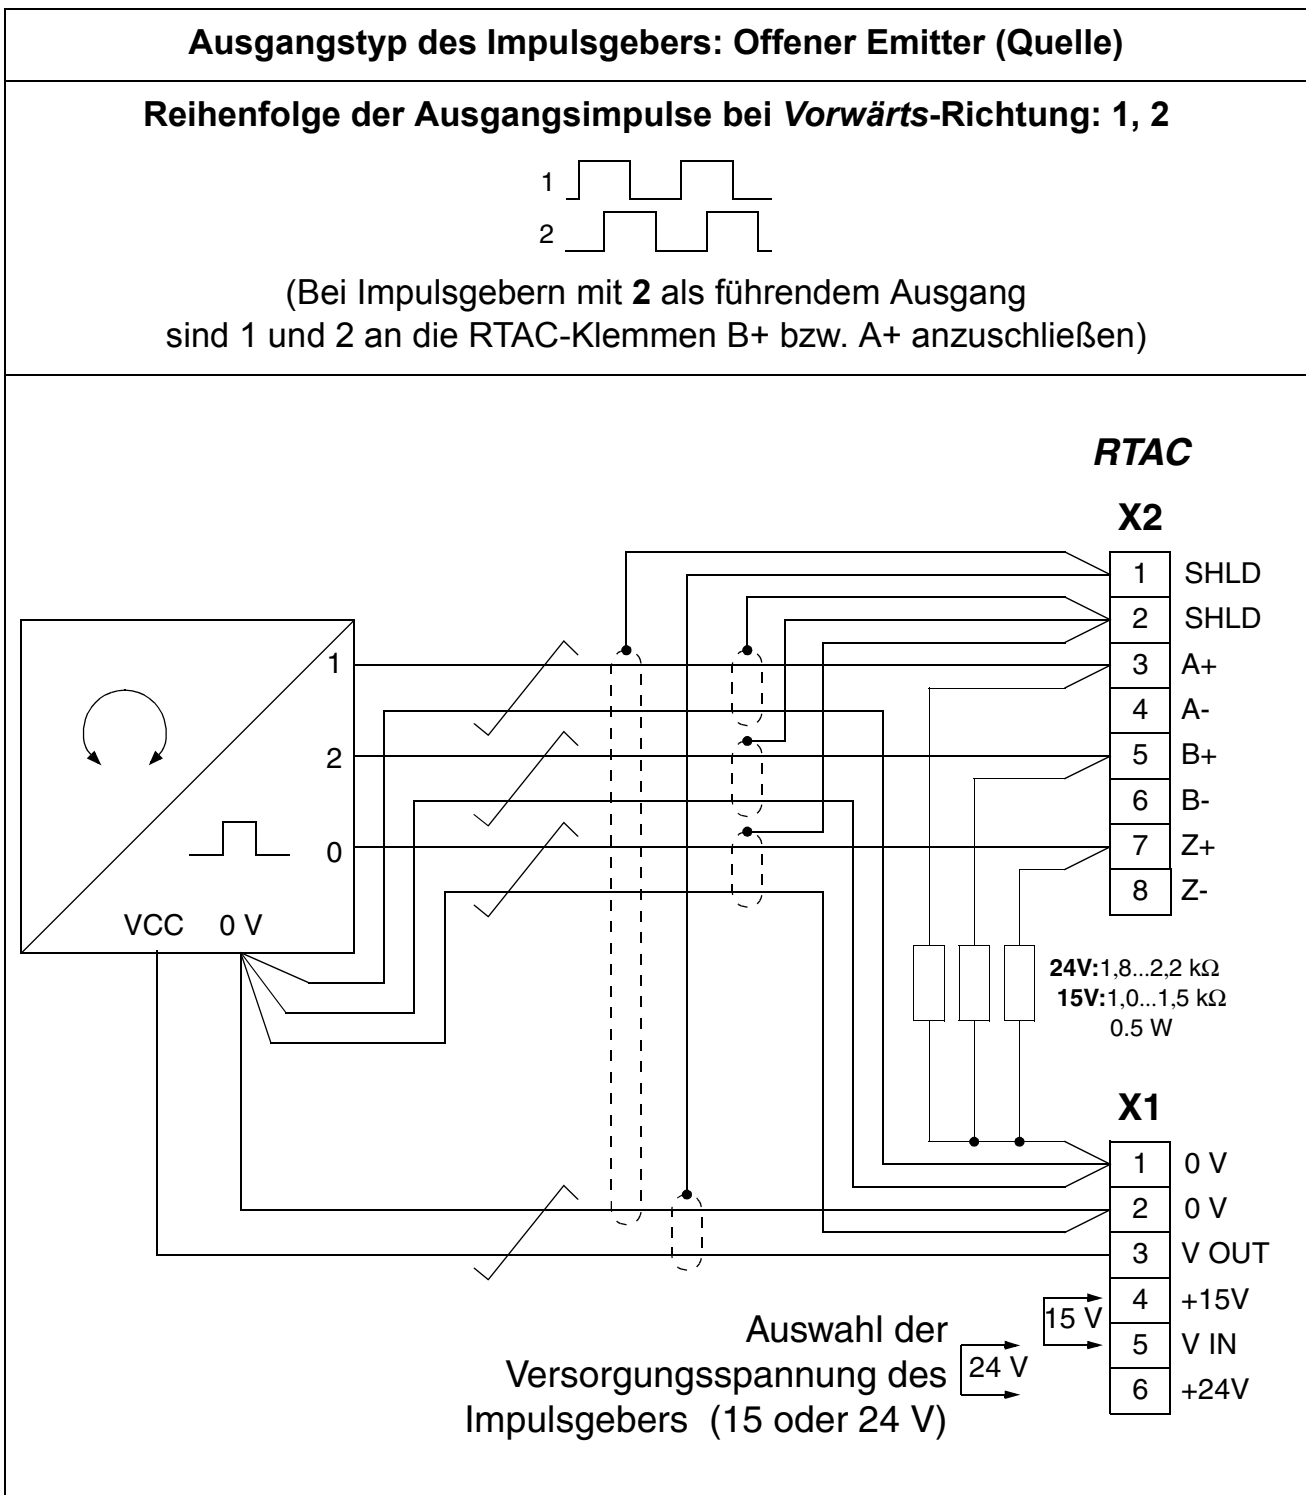 Ausgangstyp des Impulsgebers: Offener Emitter (Quelle)
Reihenfolge der Ausgangsimpulse bei Vorwärts-Richtung: 1, 2
1
2
(Bei Impulsgebern mit 2 als führendem Ausgang
sind 1 und 2 an die RTAC-Klemmen B+ bzw. A+ anzuschließen)
RTAC
X2
1 SHLD
2 SHLD
3 A+
4 A-
5 B+
6 B-
7 Z+
8 Z-
1
2
0
VCC 0 V
24V:1,8...2,2 kΩ
15V:1,0...1,5 kΩ
0.5 W
X1
1 0 V
2 0 V
3 V OUT
4 +15V
5 V IN
6 +24V
15 V
24 V
Auswahl der
Versorgungsspannung des
Impulsgebers (15 oder 24 V)